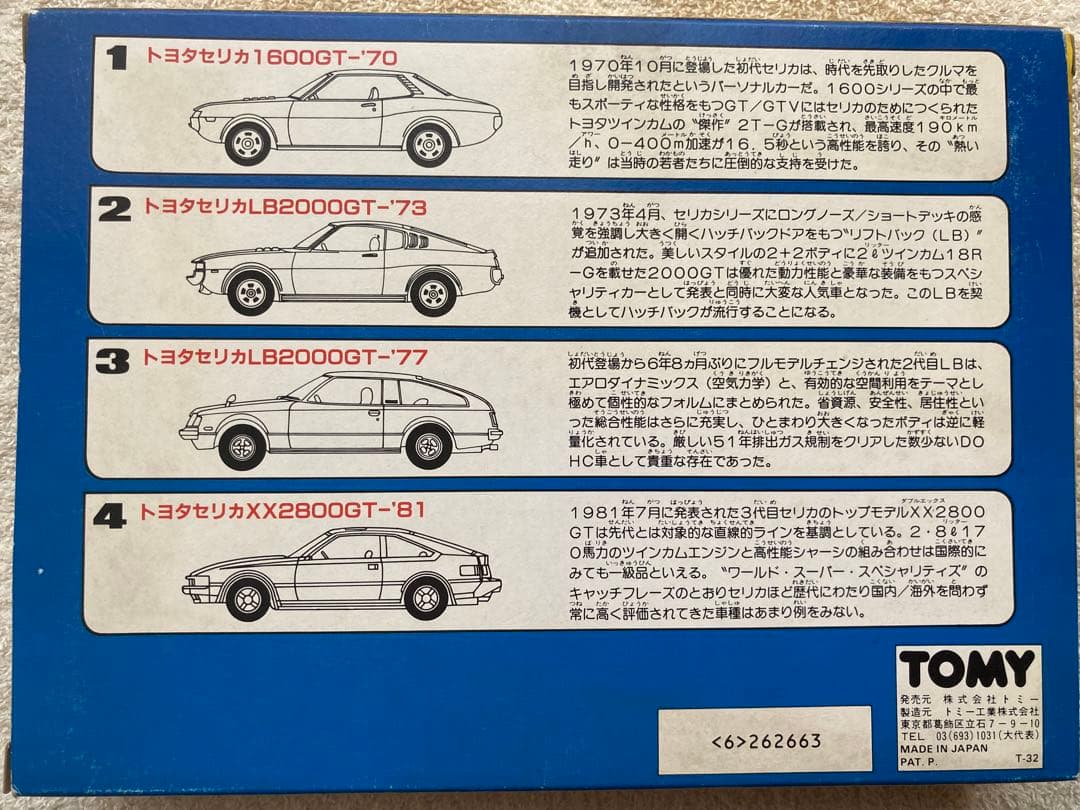 1 トヨタセリカ1600GT-'70
1970年10月に登場した初代セリカは、時代を先取りしたクルマを
目指し開発されたというパーソナルカーだ。1600シリーズの中で最
もスポーティな性格をもつGT/GTVにはセリカのためにつくられた
トヨタツインカムの〝傑作〟2T-Gが搭載され、最高速度190km
/h、0-400m加速が16.5秒という高性能を誇り、その〝熱い
走り〟は当時の若者たちに圧倒的な支持を受けた。
2 トヨタセリカLB2000GT-'73
1973年4月、セリカシリーズにロングノーズ/ショートデッキの感
覚を強調し大きく開くハッチバックドアをもつ〝リフトバック(LB)〟
が追加された。美しいスタイルの2+2ボディに2ℓツインカム18R
-Gを載せた2000GTは優れた動力性能と豪華な装備をもつスペシ
ャリティカーとして発表と同時に大変な人気車となった。このLBを契
機としてハッチバックが流行することになる。
3 トヨタセリカLB2000GT-'77
初代登場から6年8ヵ月ぶりにフルモデルチェンジされた2代目LBは、
エアロダイナミックス(空気力学)と、有効的な空間利用をテーマとし
極めて個性的なフォルムにまとめられた。省資源、安全性、居住性とい
った総合性能はさらに充実し、ひとまわり大きくなったボディは逆に軽
量化されている。厳しい51年排出ガス規制をクリアした数少ないDO
HC車として貴重な存在であった。
4 トヨタセリカXX2800GT-'81
1981年7月に発表された3代目セリカのトップモデルXX2800
GTは先代とは対象的な直線的ラインを基調としている。2・8ℓ17
0馬力のツインカムエンジンと高性能シャーシの組み合わせは国際的に
みても一級品といえる。〝ワールド・スーパー・スペシャリティズ〟の
キャッチフレーズのとおりセリカほど歴代にわたり国内/海外を問わず
常に高く評価されてきた車種はあまり例をみない。
TOMY
発売元 株式会社トミー
製造元 トミー工業株式会社
東京都葛飾区立石7-9-10
TEL 03(693)1031(大代表)
MADE IN JAPAN
PAT. P. T-32
<6>262663